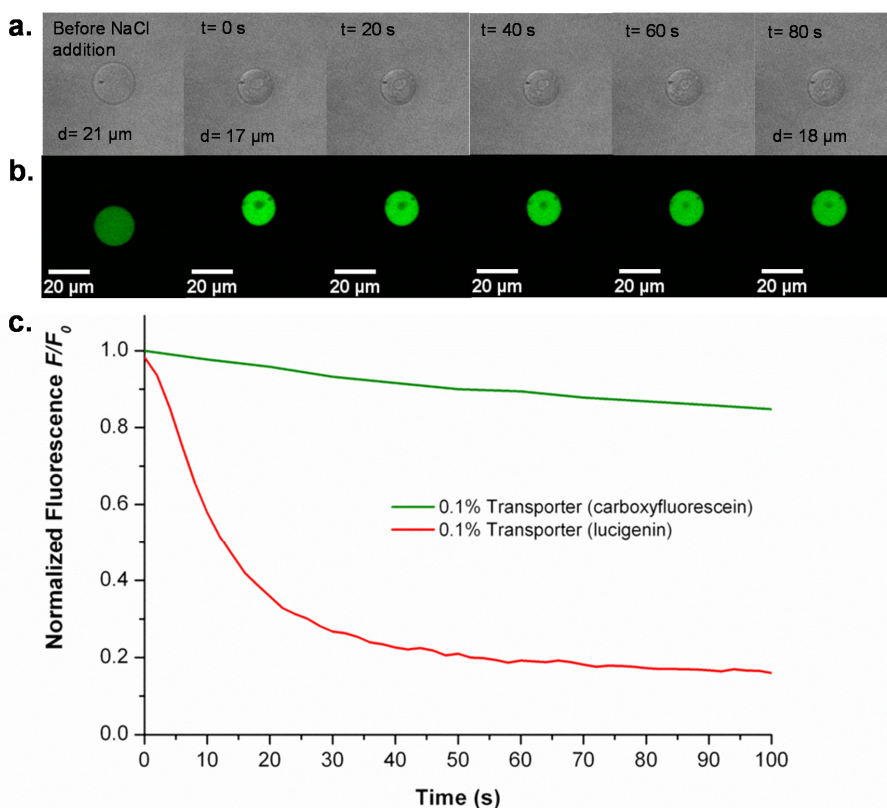 a.
Before NaCl
addition
t= 0 s
t= 20 s
t= 40 s
t= 60 s
t= 80 s
d= 21 µm
d= 17 µm
d= 18 µm
b.
20 µm
20 µm
20 µm
20 µm
20 µm
20 µm
c.
Normalized Fluorescence F/F0
1.0
0.8
0.6
0.4
0.2
0.0
0.1% Transporter (carboxyfluorescein)
0.1% Transporter (lucigenin)
0 10 20 30 40 50 60 70 80 90 100
Time (s)